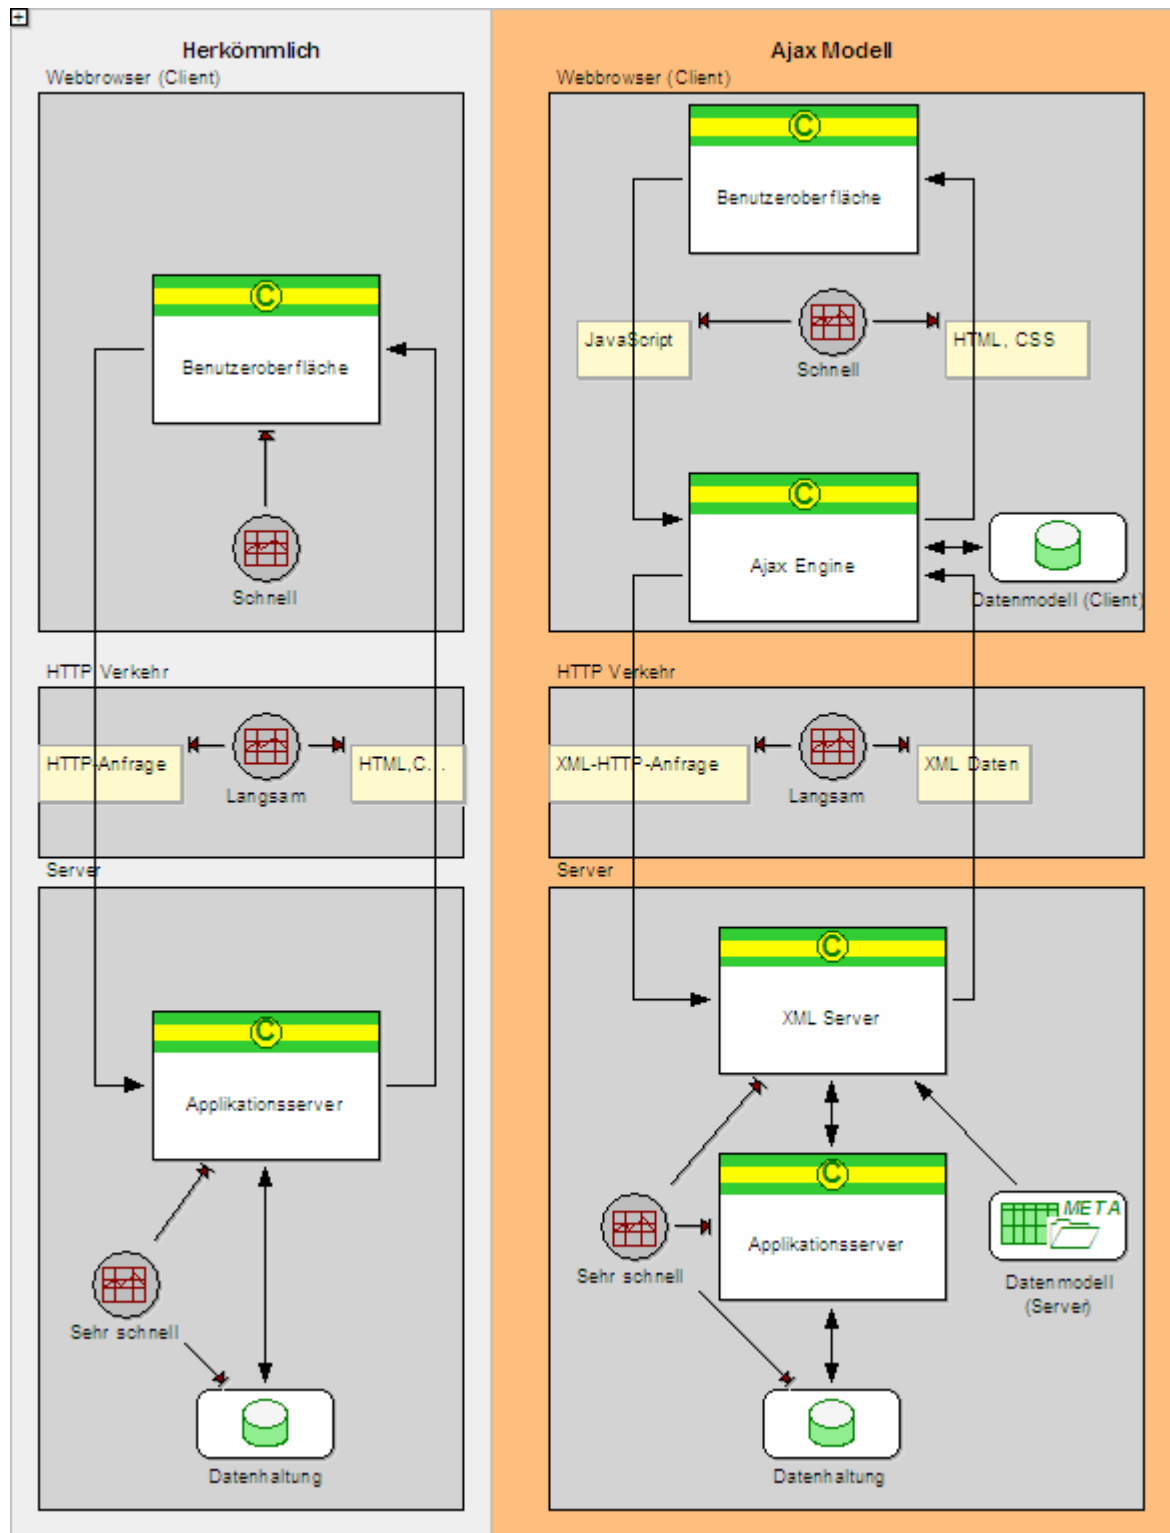 Herkömmlich
Webbrowser (Client)
C
Benutzeroberfläche
Schnell
HTTP Verkehr
HTTP-Anfrage
Langsam
HTML,C...
Server
C
Applikationsserver
Sehr schnell
Datenhaltung
Ajax Modell
Webbrowser (Client)
C
Benutzeroberfläche
JavaScript
Schnell
HTML, CSS
C
Ajax Engine
Datenmodell (Client)
HTTP Verkehr
XML-HTTP-Anfrage
Langsam
XML Daten
Server
C
XML Server
C
Applikationsserver
Sehr schnell
META
Datenmodell
(Server)
Datenhaltung